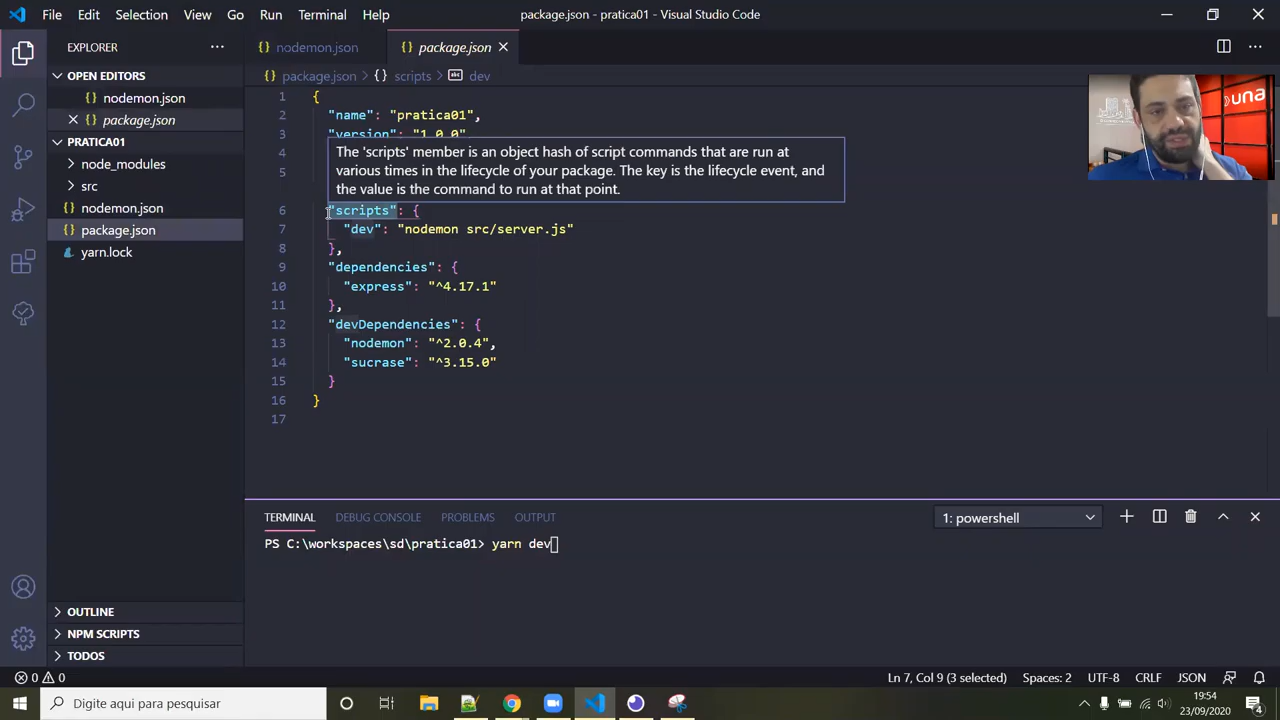 File Edit Selection View Go Run Terminal Help package.json - pratica01 - Visual Studio Code
EXPLORER
OPEN EDITORS
nodemon.json
package.json
PRATICA01
node_modules
src
nodemon.json
package.json
yarn.lock
OUTLINE
NPM SCRIPTS
TODOS
nodemon.json package.json
package.json scripts dev
1 {
2 "name": "pratica01",
3 "version": "1.0.0"
4
5
The 'scripts' member is an object hash of script commands that are run at
various times in the lifecycle of your package. The key is the lifecycle event, and
the value is the command to run at that point.
6 "scripts": {
7 "dev": "nodemon src/server.js"
8 },
9 "dependencies": {
10 "express": "^4.17.1"
11 },
12 "devDependencies": {
13 "nodemon": "^2.0.4",
14 "sucrase": "^3.15.0"
15 }
16 }
17
una
TERMINAL DEBUG CONSOLE PROBLEMS OUTPUT 1: powershell
PS C:\workspaces\sd\pratica01> yarn dev
0 0 Ln 7, Col 9 (3 selected) Spaces: 2 UTF-8 CRLF JSON
Digite aqui para pesquisar
19:54
23/09/2020
4